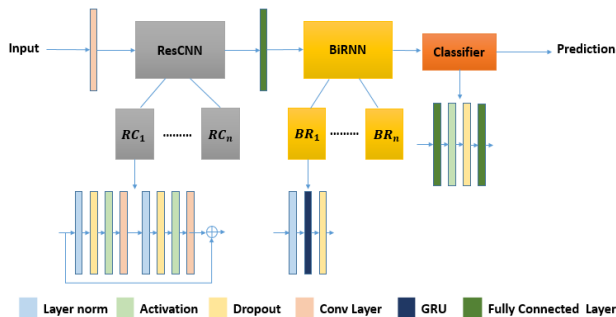 Input
ResCNN
BiRNN
Classifier
Prediction
RC1 ......... RCn
BR1 ......... BRn
Layer norm Activation Dropout Conv Layer GRU Fully Connected Layer